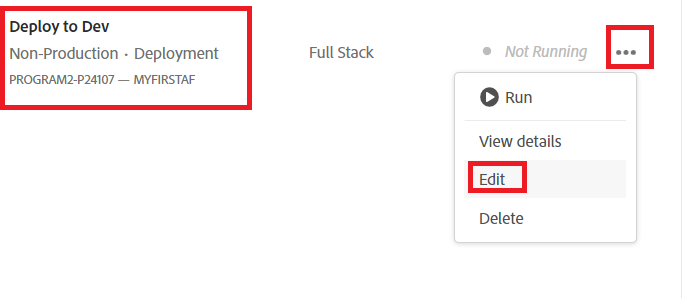 Deploy to Dev
Non-Production · Deployment
PROGRAM2-P24107 — MYFIRSTAF
Full Stack
Not Running
Run
View details
Edit
Delete